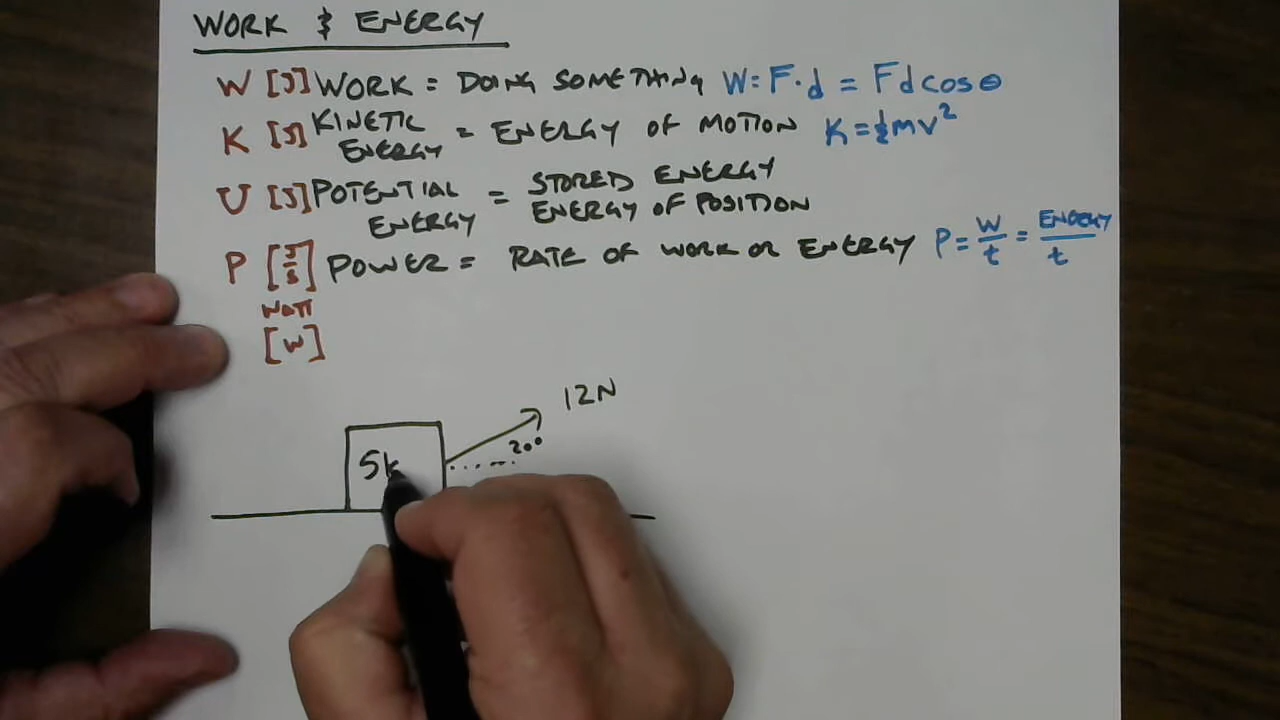 WORK & ENERGY
W [J] WORK = DOING SOMETHING W = F · d = Fd cos θ
K [J] KINETIC ENERGY = ENERGY OF MOTION K = ½mv²
U [J] POTENTIAL ENERGY = STORED ENERGY ENERGY OF POSITION
P [J/s] POWER = RATE OF WORK OR ENERGY P = W/t = ENERGY/t
WATT
[W]
12N
20°
5k